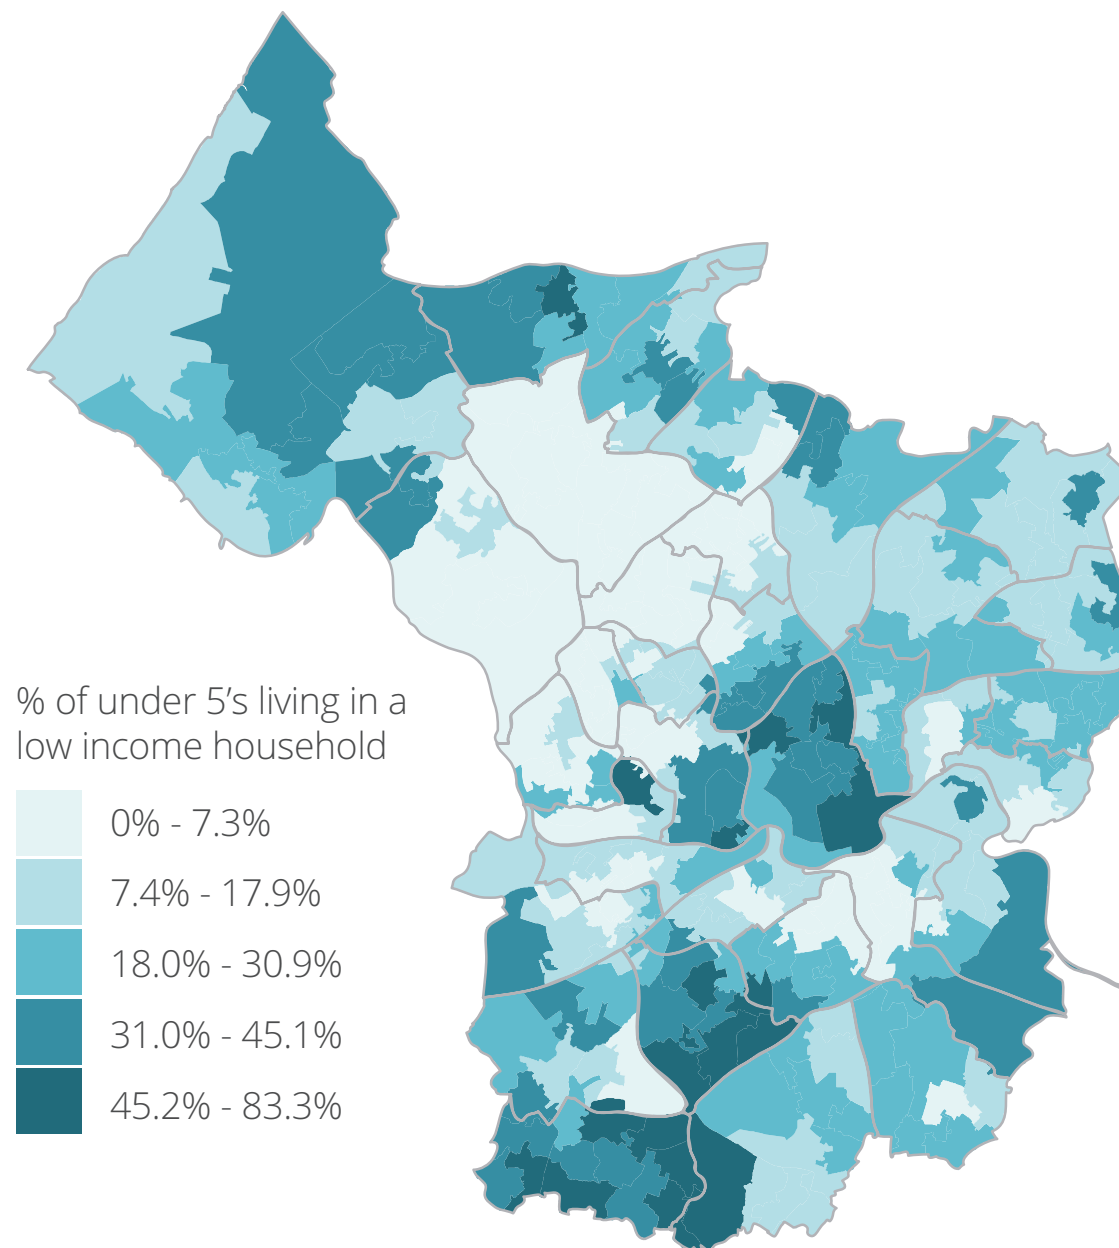 % of under 5’s living in a
low income household
0% - 7.3%
7.4% - 17.9%
18.0% - 30.9%
31.0% - 45.1%
45.2% - 83.3%